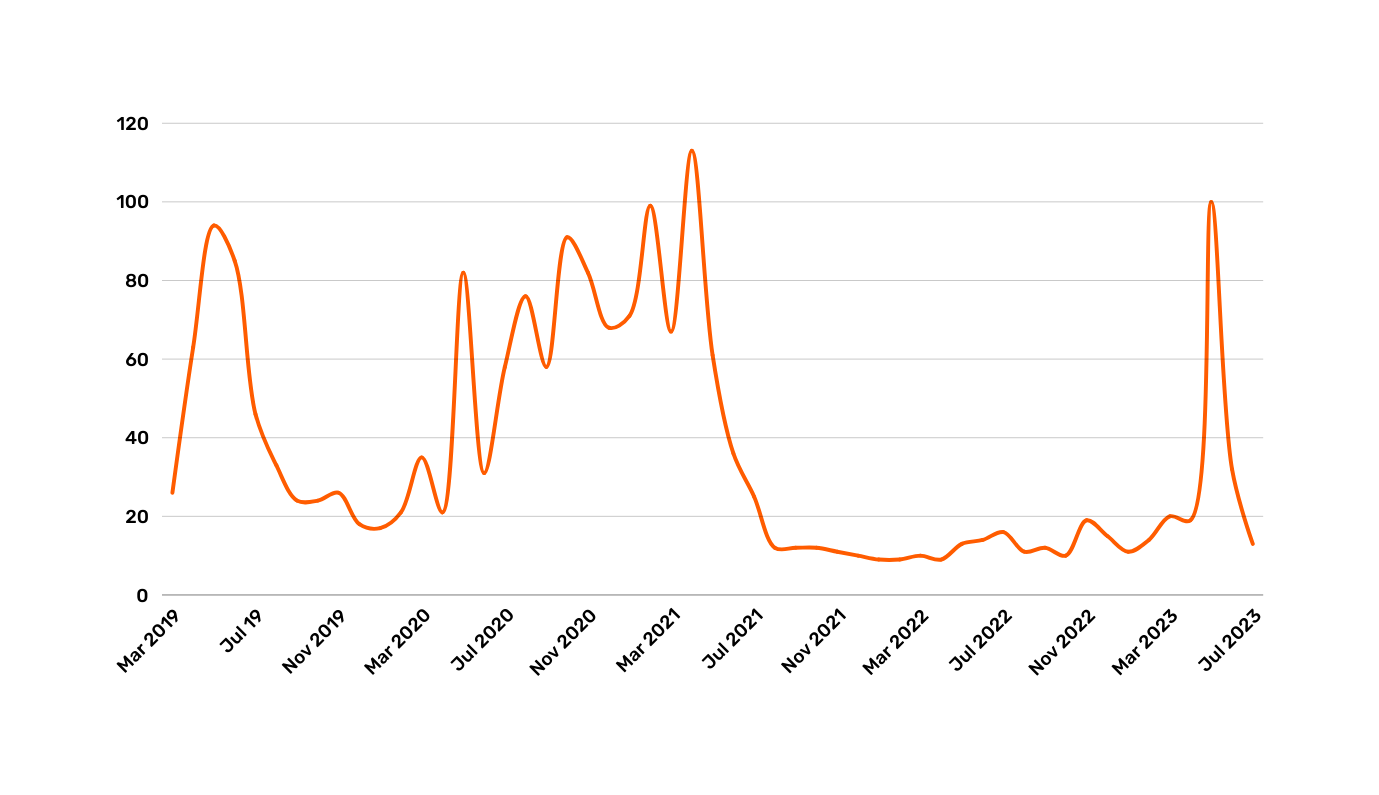 120
100
80
60
40
20
0
Mar 2019
Jul 19
Nov 2019
Mar 2020
Jul 2020
Nov 2020
Mar 2021
Jul 2021
Nov 2021
Mar 2022
Jul 2022
Nov 2022
Mar 2023
Jul 2023